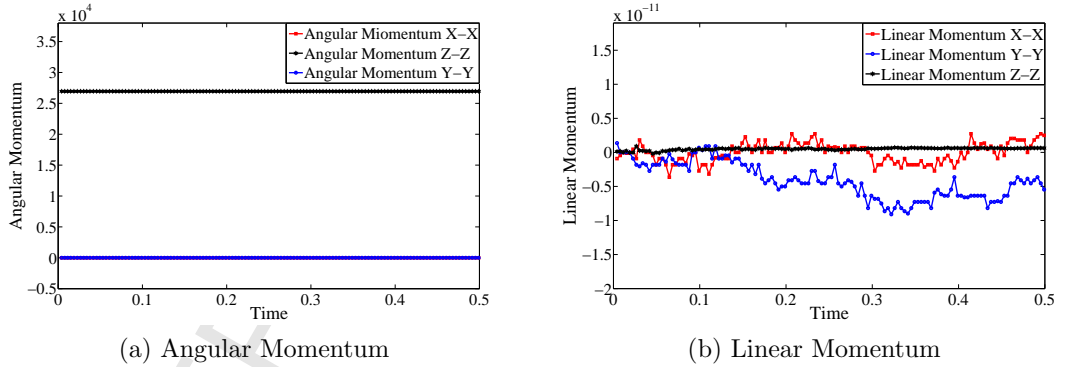 x 10^4
3.5
3
2.5
2
1.5
1
0.5
0
−0.5
0
0.1
0.2
0.3
0.4
0.5
Time
Angular Momentum
Angular Miomentum X−X
Angular Momentum Z−Z
Angular Momentum Y−Y
(a) Angular Momentum
x 10^−11
1.5
1
0.5
0
−0.5
−1
−1.5
−2
0
0.1
0.2
0.3
0.4
0.5
Time
Linear Momentum
Linear Momentum X−X
Linear Momentum Y−Y
Linear Momentum Z−Z
(b) Linear Momentum